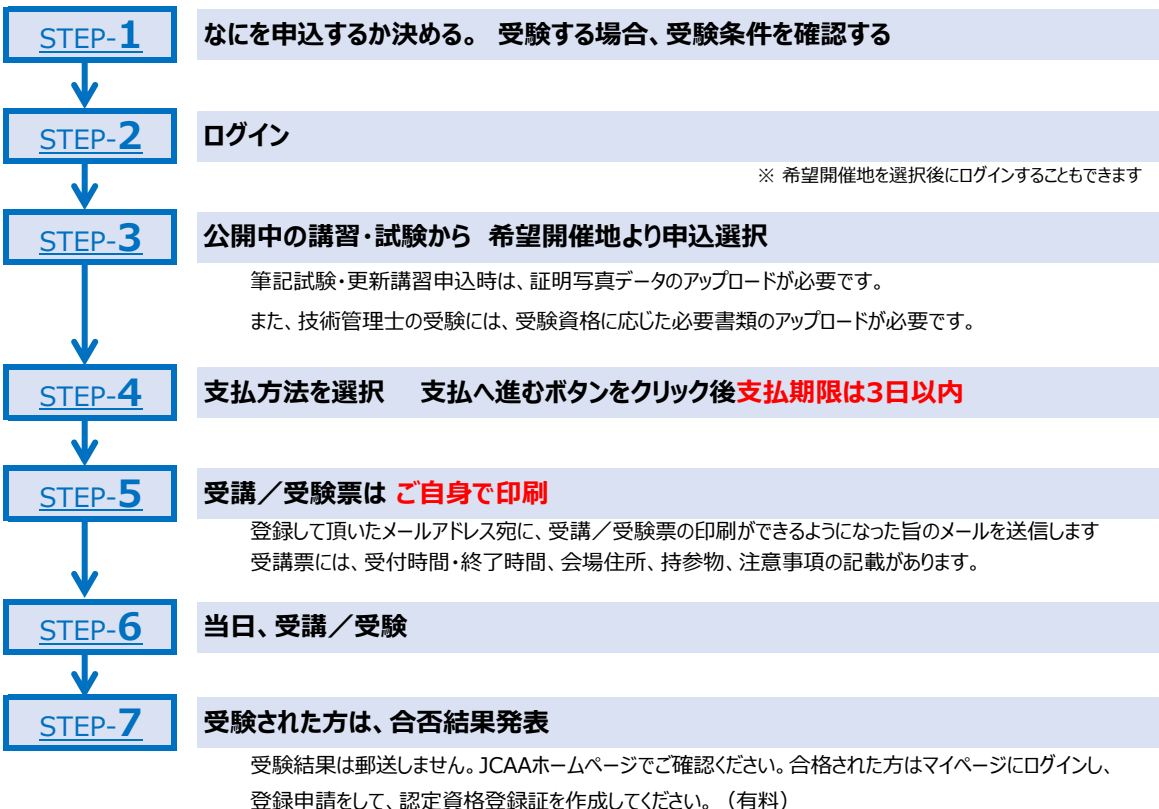 STEP-1 なにを申込するか決める。 受験する場合、受験条件を確認する
STEP-2 ログイン
※ 希望開催地を選択後にログインすることもできます
STEP-3 公開中の講習・試験から 希望開催地より申込選択
筆記試験・更新講習申込時は、証明写真データのアップロードが必要です。
また、技術管理士の受験には、受験資格に応じた必要書類のアップロードが必要です。
STEP-4 支払方法を選択 支払へ進むボタンをクリック後支払期限は3日以内
STEP-5 受講／受験票は ご自身で印刷
登録して頂いたメールアドレス宛に、受講／受験票の印刷ができるようになった旨のメールを送信します
受講票には、受付時間・終了時間、会場住所、持参物、注意事項の記載があります。
STEP-6 当日、受講／受験
STEP-7 受験された方は、合否結果発表
受験結果は郵送しません。JCAAホームページでご確認ください。合格された方はマイページにログインし、
登録申請をして、認定資格登録証を作成してください。（有料）